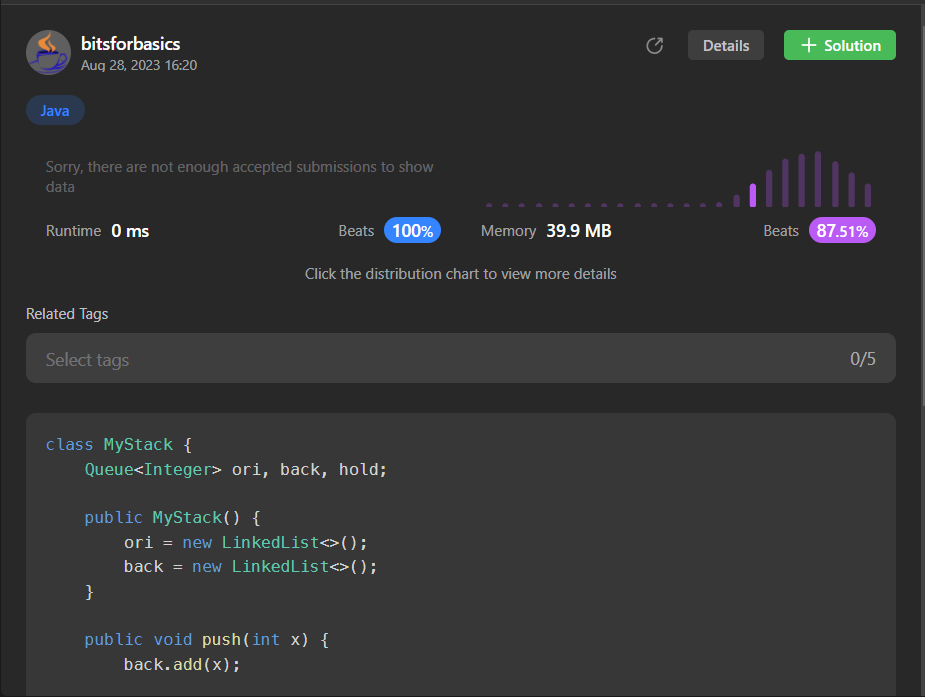 bitsforbasics
Aug 28, 2023 16:20
Details
+ Solution
Java
Sorry, there are not enough accepted submissions to show
data
Runtime 0 ms
Beats 100%
Memory 39.9 MB
Beats 87.51%
Click the distribution chart to view more details
Related Tags
Select tags
0/5
class MyStack {
    Queue<Integer> ori, back, hold;

    public MyStack() {
        ori = new LinkedList<>();
        back = new LinkedList<>();
    }

    public void push(int x) {
        back.add(x);